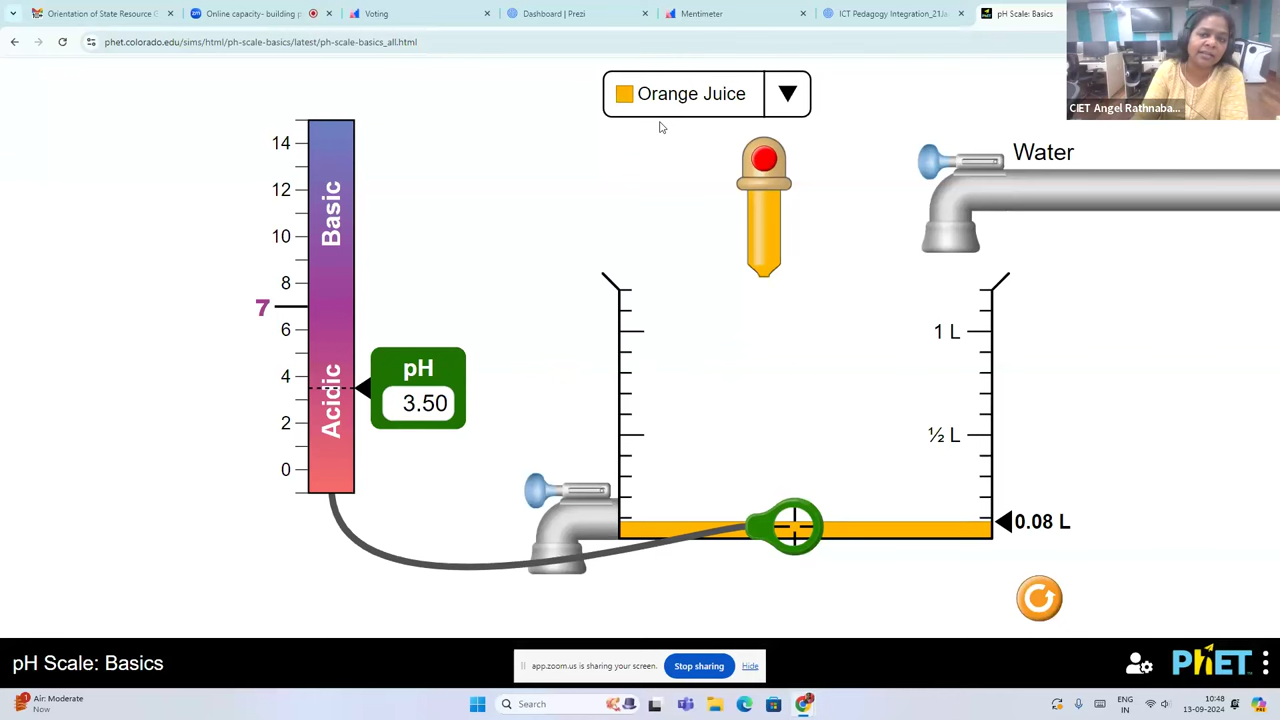 Orientation of State Resource G
Online capacity- building p
Voting
Dashboard | Prezi
Mentimeter
ICT Pedagogy Integration_21Ja
pH Scale: Basics
phet.colorado.edu/sims/html/ph-scale-basics/latest/ph-scale-basics_all.html
CIET Angel Rathnaba...
Orange Juice
Water
14
12
10
8
7
6
4
2
0
Basic
Acidic
pH
3.50
1 L
½ L
0.08 L
pH Scale: Basics
app.zoom.us is sharing your screen.
Stop sharing
Hide
PhET
Air: Moderate
Now
Search
ENG
IN
10:48
13-09-2024